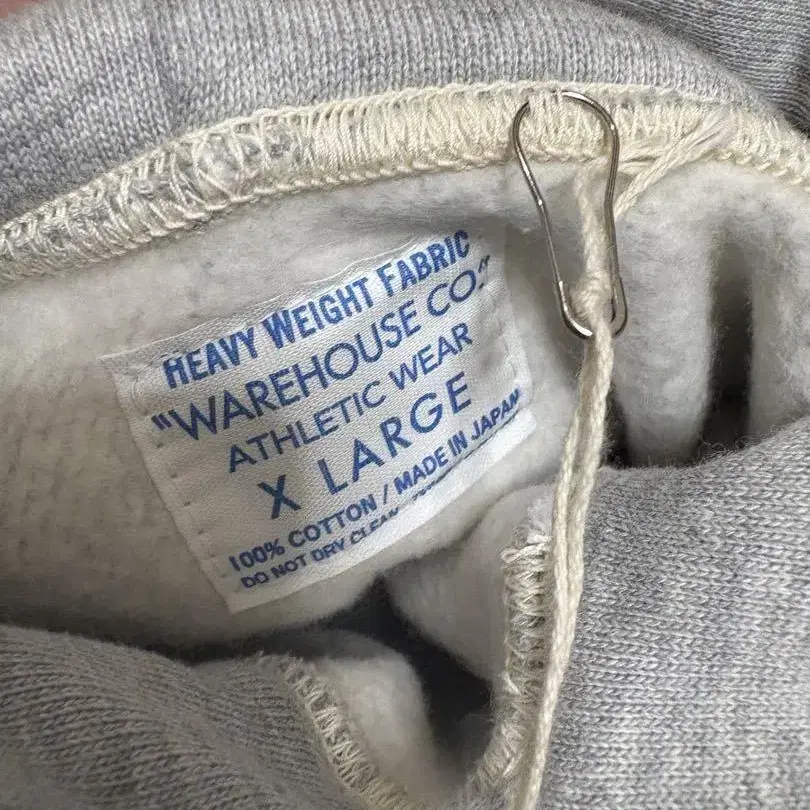 HEAVY WEIGHT FABRIC
"WAREHOUSE CO."
ATHLETIC WEAR
X LARGE
100% COTTON / MADE IN JAPAN
DO NOT DRY CLEAN